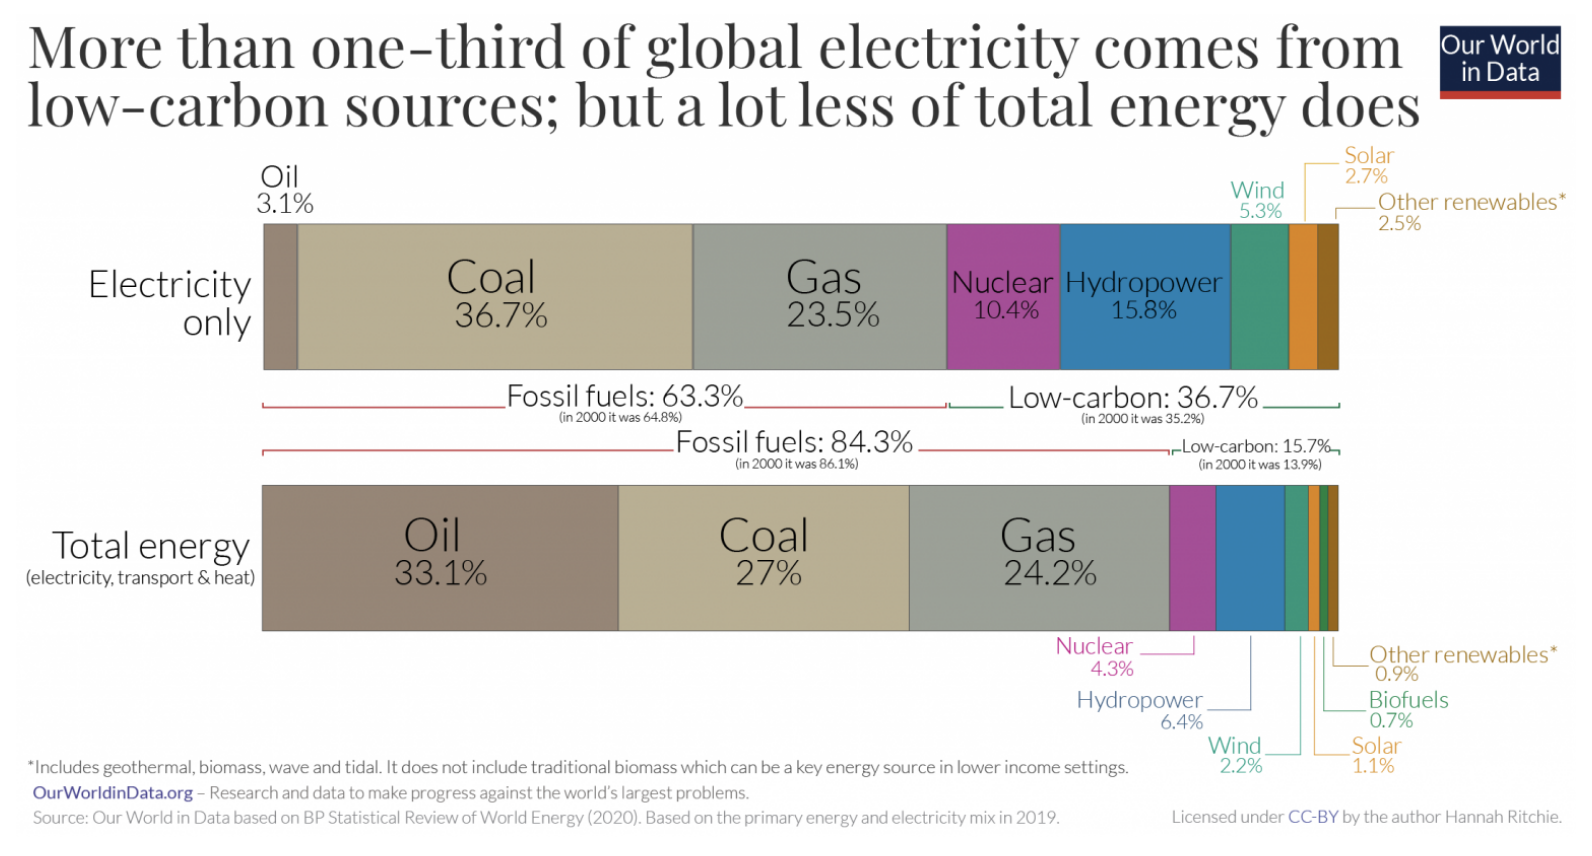 More than one-third of global electricity comes from
low-carbon sources; but a lot less of total energy does
Our World
in Data
Oil
3.1%
Wind
5.3%
Solar
2.7%
Other renewables*
2.5%
Electricity
only
Coal
36.7%
Gas
23.5%
Nuclear
10.4%
Hydropower
15.8%
Fossil fuels: 63.3%
(in 2000 it was 64.8%)
Low-carbon: 36.7%
(in 2000 it was 35.2%)
Fossil fuels: 84.3%
(in 2000 it was 86.1%)
Low-carbon: 15.7%
(in 2000 it was 13.9%)
Total energy
(electricity, transport & heat)
Oil
33.1%
Coal
27%
Gas
24.2%
Nuclear
4.3%
Hydropower
6.4%
Wind
2.2%
Other renewables*
0.9%
Biofuels
0.7%
Solar
1.1%
*Includes geothermal, biomass, wave and tidal. It does not include traditional biomass which can be a key energy source in lower income settings.
OurWorldinData.org – Research and data to make progress against the world's largest problems.
Source: Our World in Data based on BP Statistical Review of World Energy (2020). Based on the primary energy and electricity mix in 2019.
Licensed under CC-BY by the author Hannah Ritchie.